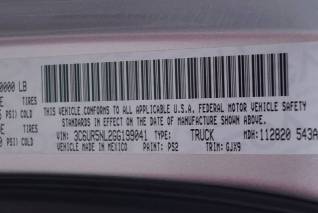 0000 LB
TIRES
PSI) COLD
TIRES
PSI) COLD
THIS VEHICLE CONFORMS TO ALL APPLICABLE U.S.A. FEDERAL MOTOR VEHICLE SAFETY
STANDARDS IN EFFECT ON THE DATE OF MANUFACTURE SHOWN ABOVE
VIN: 3C6UR5NL2GG199041 TYPE: TRUCK MDH: 112820 543A
VEHICLE MADE IN MEXICO PAINT: PS2 TRIM: GJX9